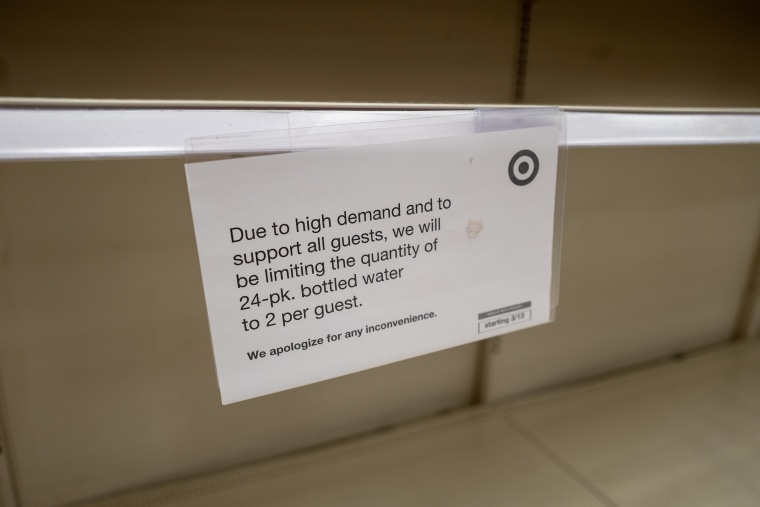 Due to high demand and to
support all guests, we will
be limiting the quantity of
24-pk. bottled water
to 2 per guest.
We apologize for any inconvenience.
starting 3/13